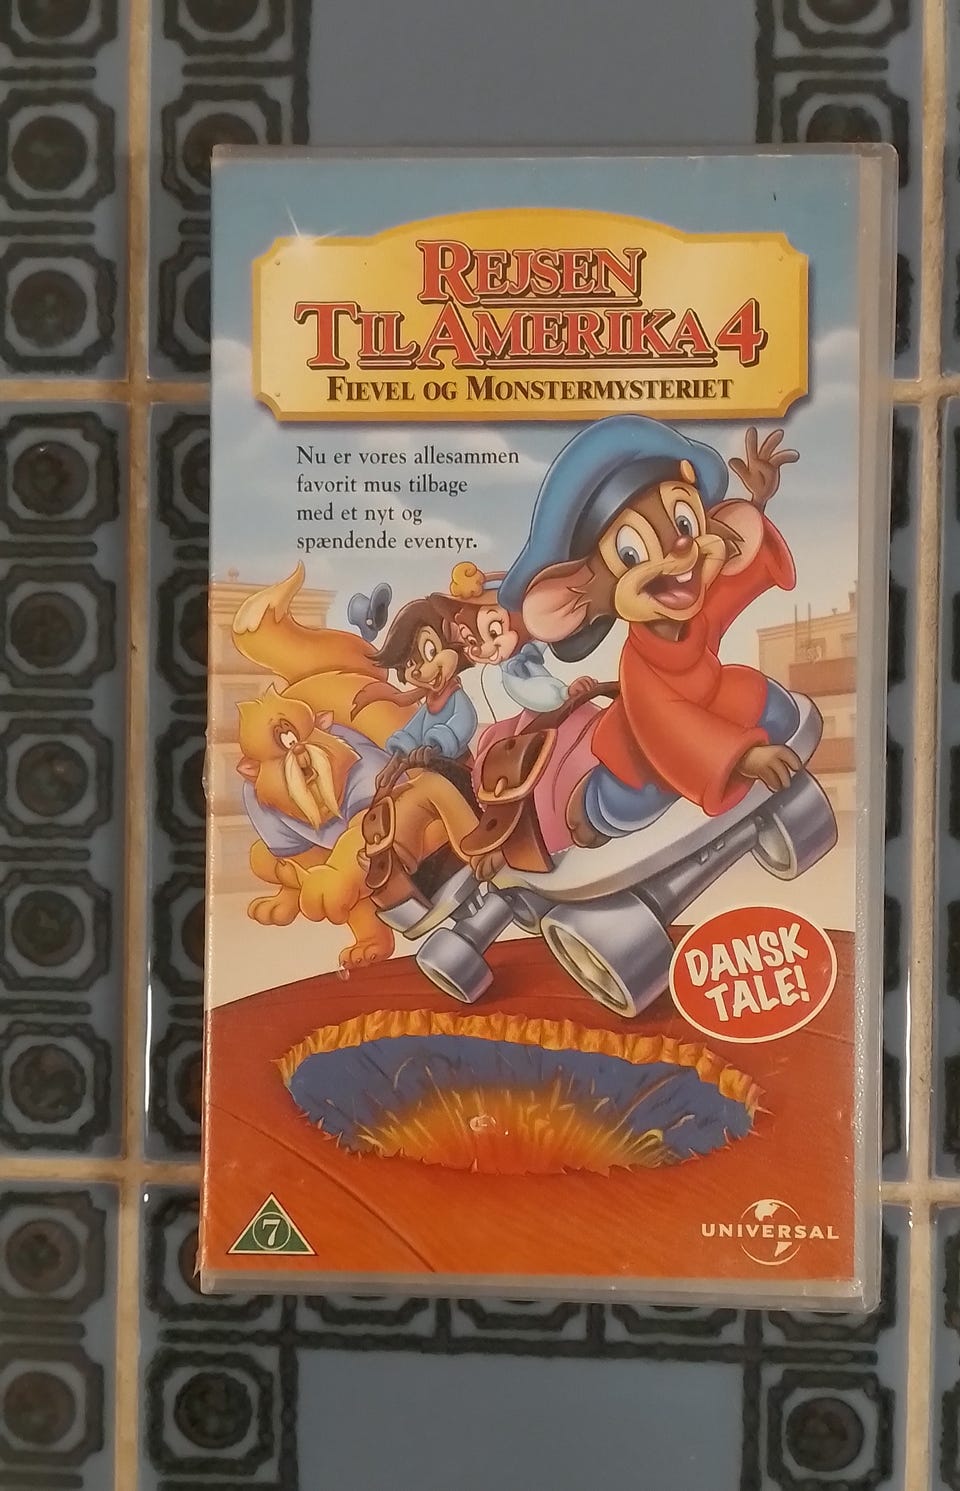 REJSEN
TIL AMERIKA 4
FIEVEL OG MONSTERMYSTERIET
Nu er vores allesammen
favorit mus tilbage
med et nyt og
spændende eventyr.
DANSK
TALE!
7
UNIVERSAL